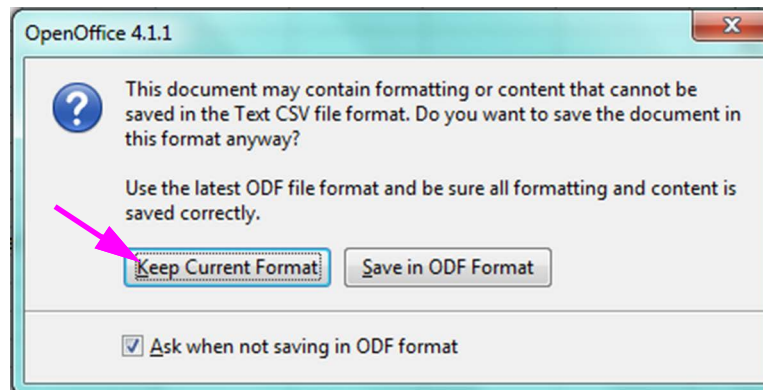 OpenOffice 4.1.1
This document may contain formatting or content that cannot be
saved in the Text CSV file format. Do you want to save the document in
this format anyway?
Use the latest ODF file format and be sure all formatting and content is
saved correctly.
Keep Current Format
Save in ODF Format
Ask when not saving in ODF format